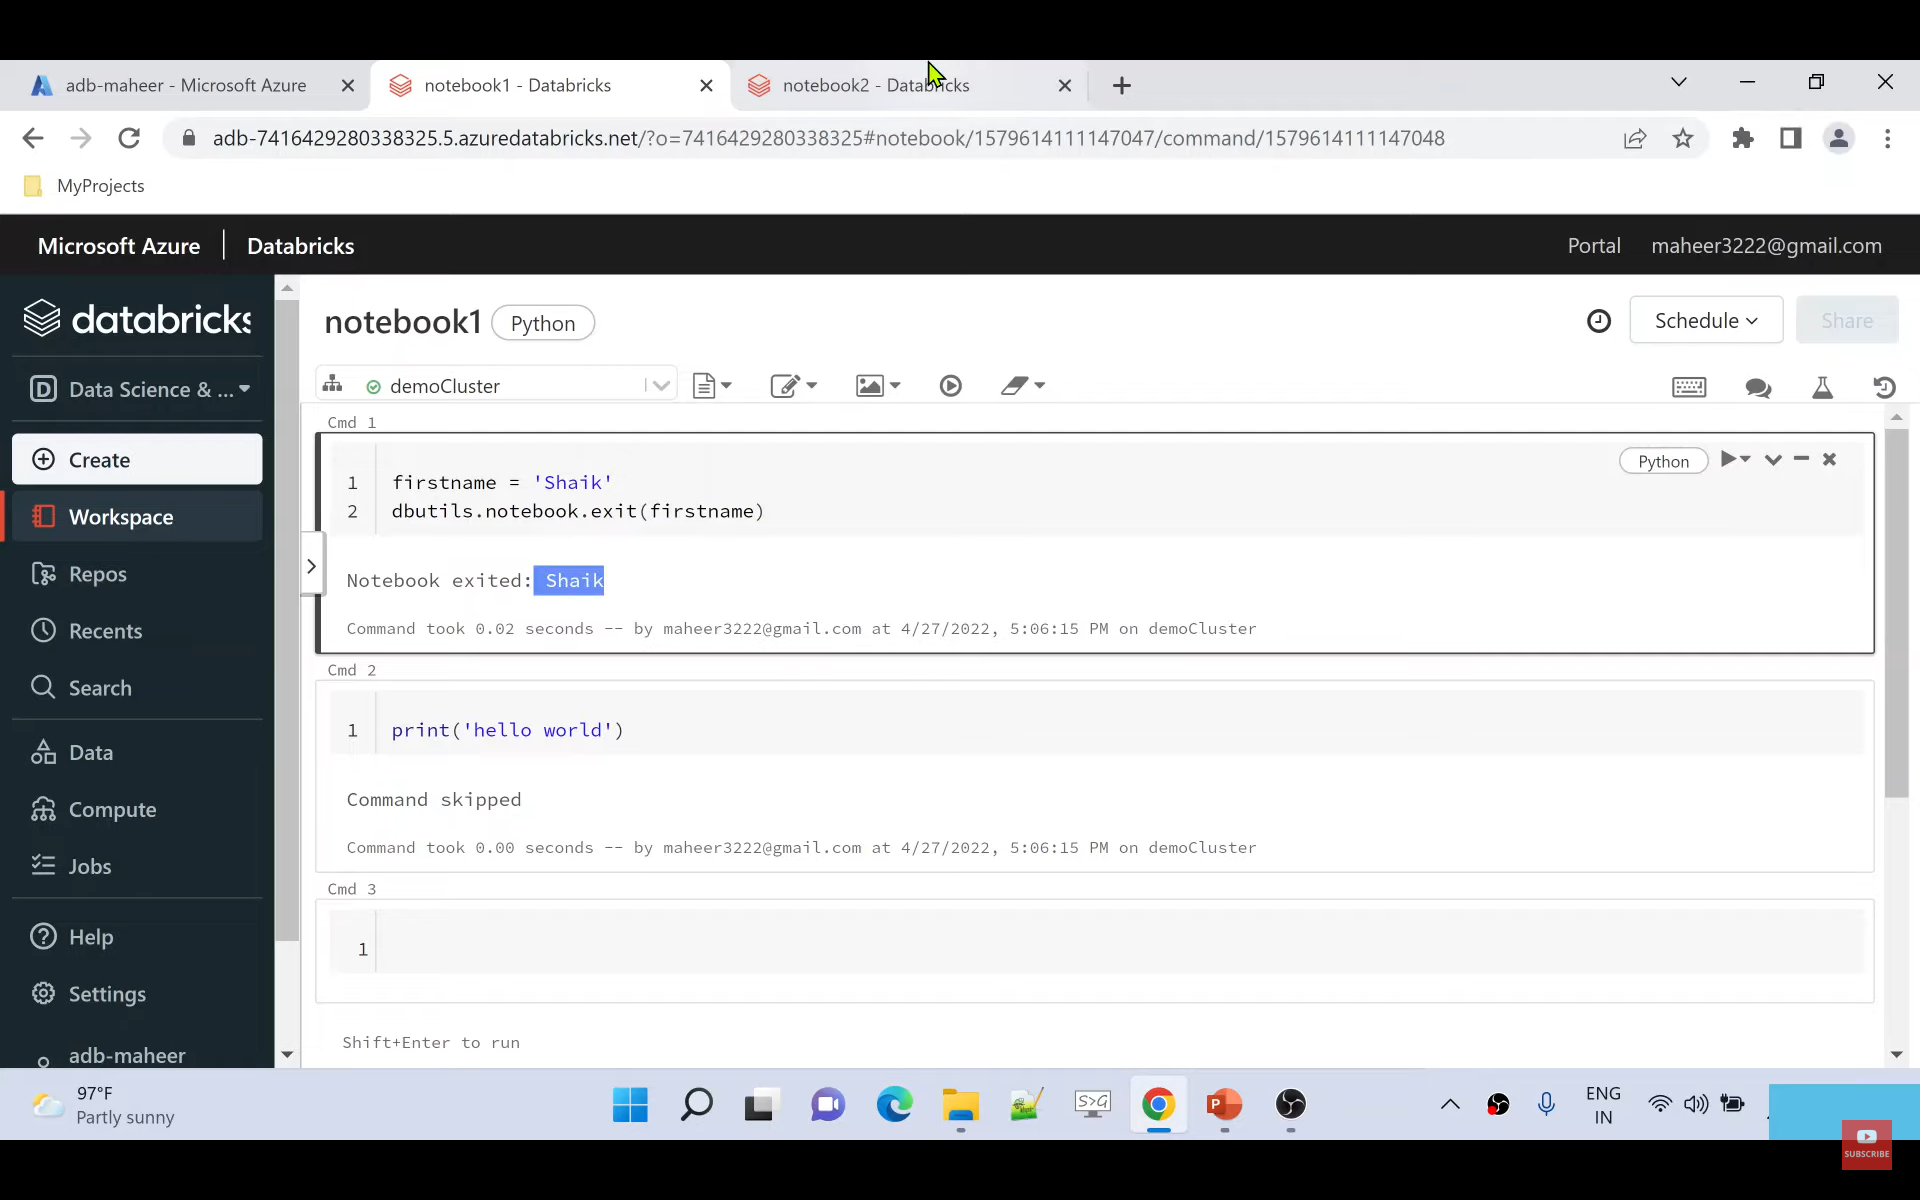 adb-maheer - Microsoft Azure
notebook1 - Databricks
notebook2 - Databricks
adb-7416429280338325.5.azuredatabricks.net/?o=7416429280338325#notebook/1579614111147047/command/1579614111147048
MyProjects
Microsoft Azure
Databricks
Portal
maheer3222@gmail.com
databricks
Data Science & ...
Create
Workspace
Repos
Recents
Search
Data
Compute
Jobs
Help
Settings
adb-maheer
notebook1
Python
Schedule
Share
demoCluster
Cmd 1
Python
1 firstname = 'Shaik'
2 dbutils.notebook.exit(firstname)
Notebook exited: Shaik
Command took 0.02 seconds -- by maheer3222@gmail.com at 4/27/2022, 5:06:15 PM on demoCluster
Cmd 2
1 print('hello world')
Command skipped
Command took 0.00 seconds -- by maheer3222@gmail.com at 4/27/2022, 5:06:15 PM on demoCluster
Cmd 3
1
Shift+Enter to run
97°F
Partly sunny
S>G
ENG
IN
SUBSCRIBE